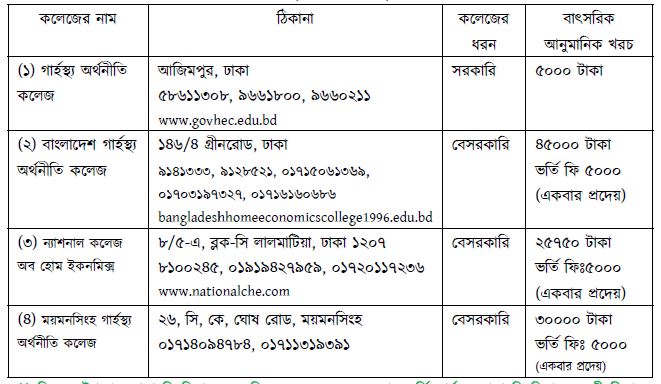 কলেজের নাম
ঠিকানা
কলেজের ধরন
বাৎসরিক আনুমানিক খরচ
(১) গার্হস্থ্য অর্থনীতি কলেজ
আজিমপুর, ঢাকা
৫৮৬১১৩০৮, ৯৬৬১৮০০, ৯৬৬০২১১
www.govhec.edu.bd
সরকারি
৫০০০ টাকা
(২) বাংলাদেশ গার্হস্থ্য
অর্থনীতি কলেজ
১৪৬/৪ গ্রীনরোড, ঢাকা
৯১৪১৩৩৩, ৯১২৮৫২১, ০১৭১৫০৬১৩৬৯,
০১৭০৩১৯৭৩২৭, ০১৭১৬১৬০৬৮৬
bangladeshhomeeconomicscollege1996.edu.bd
বেসরকারি
৪৫০০০ টাকা
ভর্তি ফি ৫০০০
(একবার প্রদেয়)
(৩) ন্যাশনাল কলেজ
অব হোম ইকনমিক্স
৮/৫-এ, ব্লক-সি লালমাটিয়া, ঢাকা ১২০৭
৮১০০২৪৫, ০১৯১৯৪২৭৯৫৯, ০১৭২০১১৭২৩৬
www.nationalche.com
বেসরকারি
২৫৭৫০ টাকা
ভর্তি ফিঃ৫০০০
(একবার প্রদেয়)
(৪) ময়মনসিংহ গার্হস্থ্য
অর্থনীতি কলেজ
২৬, সি, কে, ঘোষ রোড, ময়মনসিংহ
০১৭১৪০৯৪৭৮৪, ০১৭১১৩১৯৩৯১
বেসরকারি
৩০০০০ টাকা
ভর্তি ফিঃ ৫০০০
(একবার প্রদেয়)